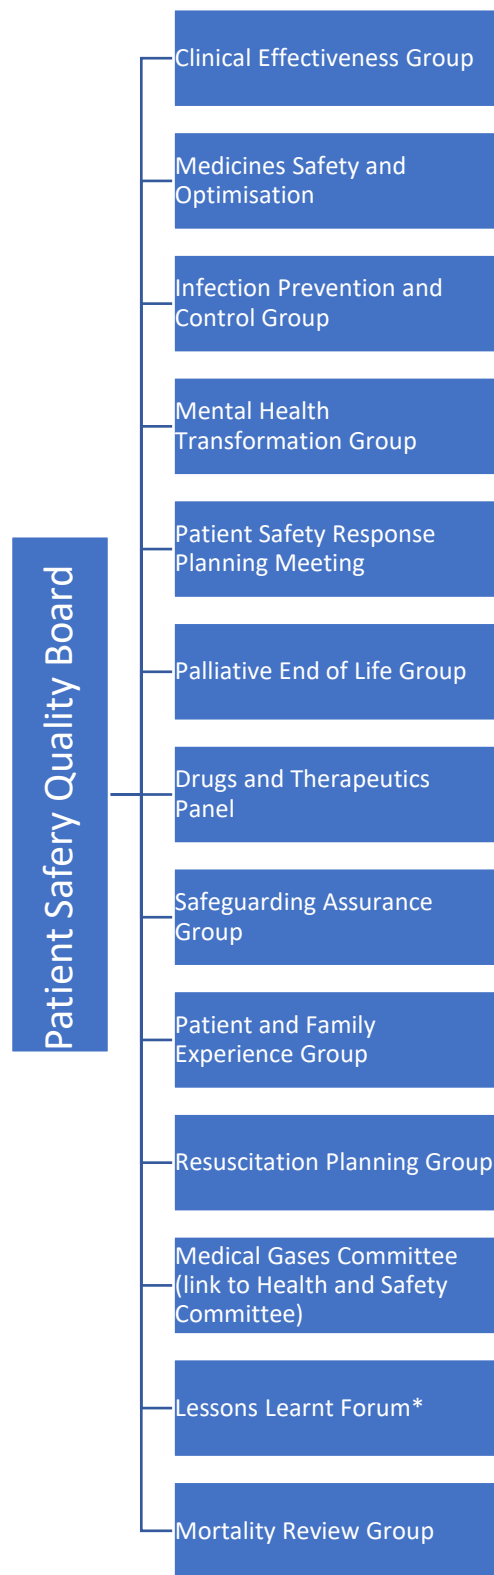 Patient Safery Quality Board
Clinical Effectiveness Group
Medicines Safety and
Optimisation
Infection Prevention and
Control Group
Mental Health
Transformation Group
Patient Safety Response
Planning Meeting
Palliative End of Life Group
Drugs and Therapeutics
Panel
Safeguarding Assurance
Group
Patient and Family
Experience Group
Resuscitation Planning Group
Medical Gases Committee
(link to Health and Safety
Committee)
Lessons Learnt Forum*
Mortality Review Group